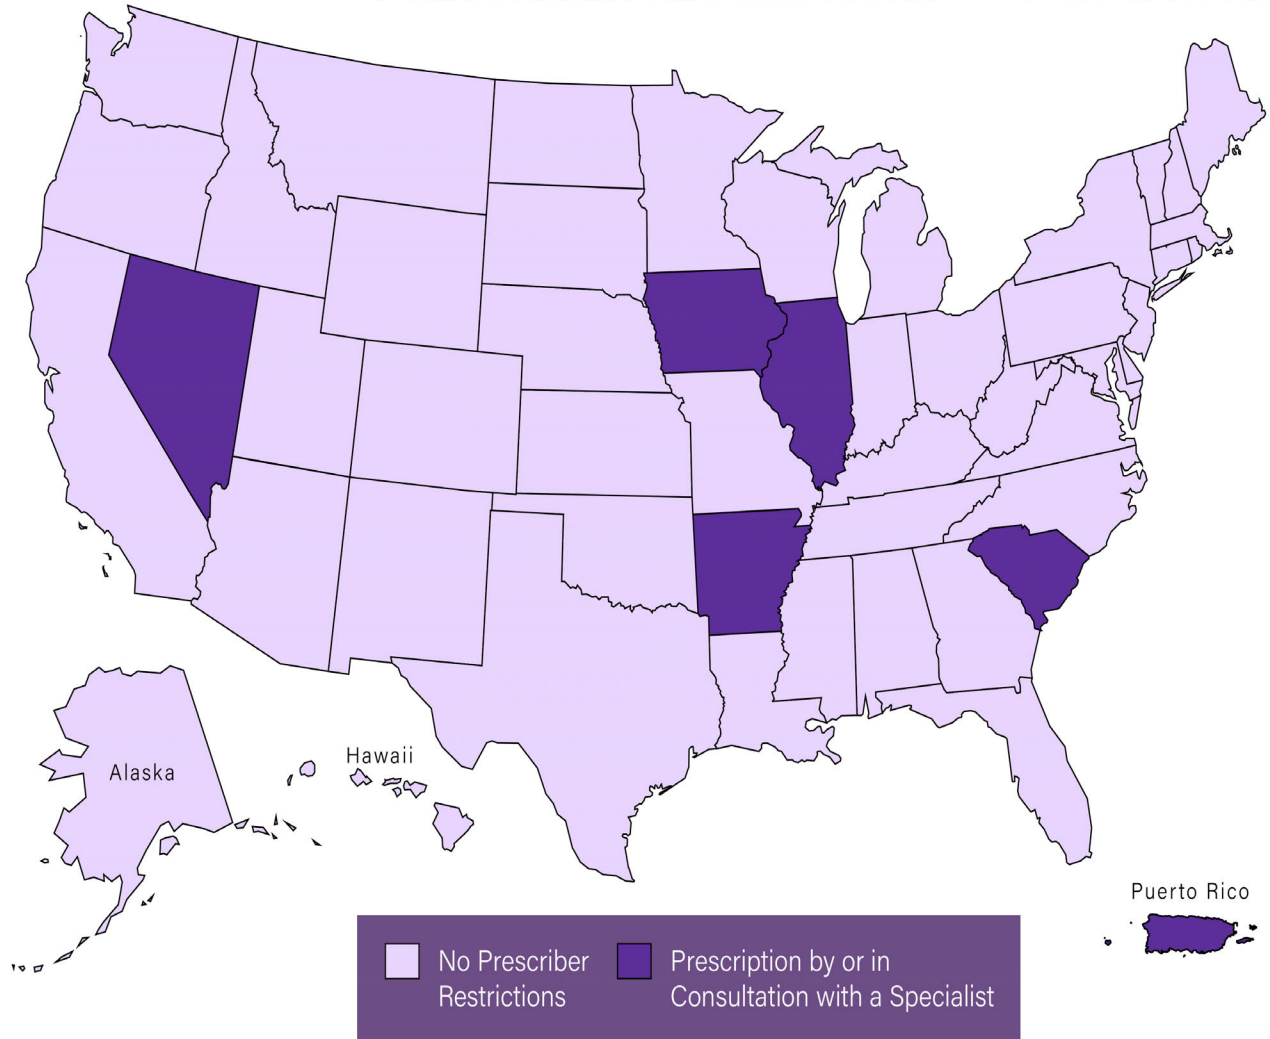 Alaska
Hawaii
Puerto Rico
No Prescriber
Restrictions
Prescription by or in
Consultation with a Specialist